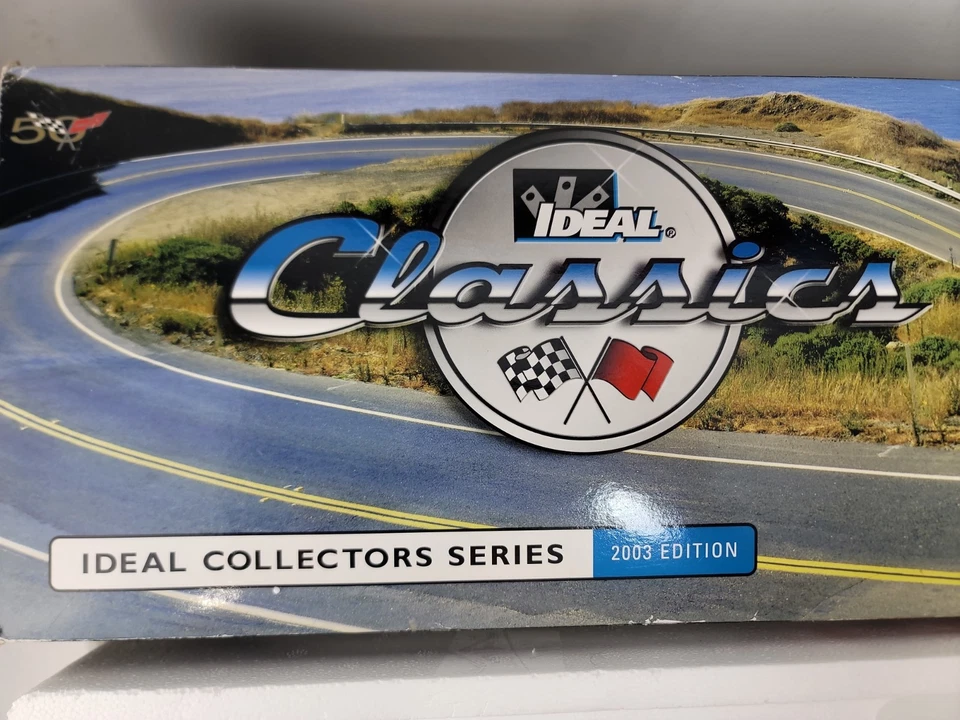 50
IDEAL®
Classics
IDEAL COLLECTORS SERIES 2003 EDITION